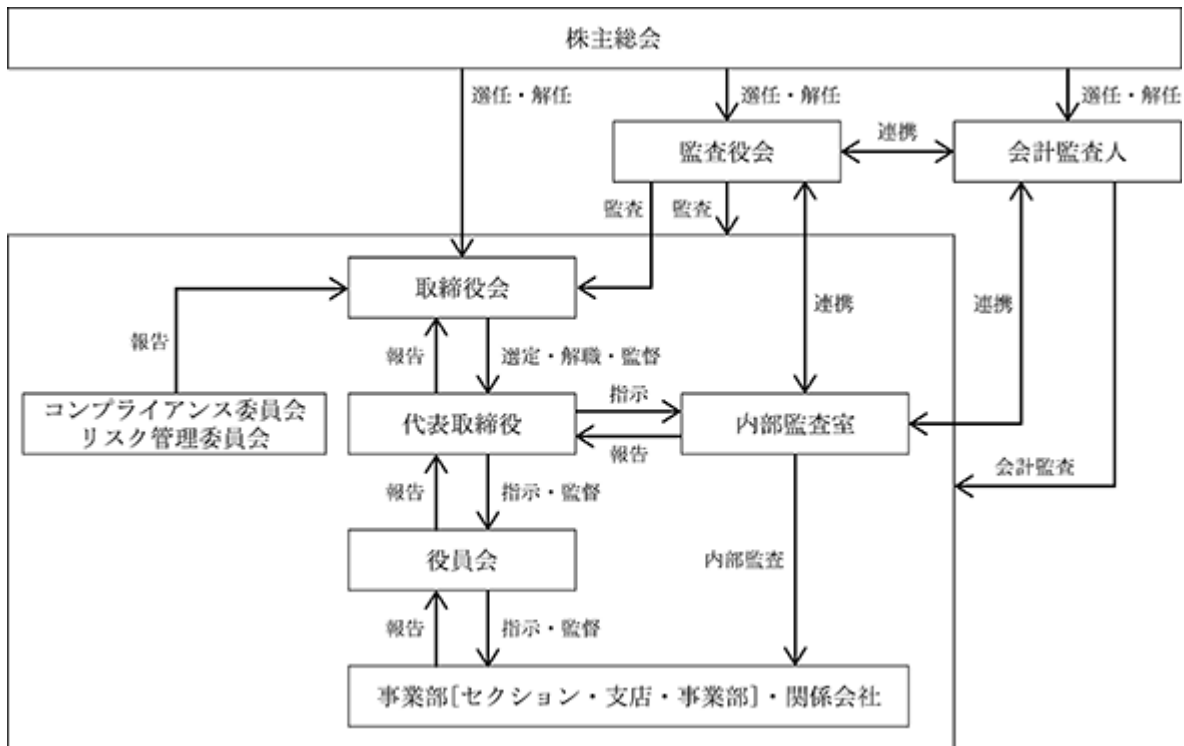 株主総会
選任・解任
選任・解任
選任・解任
監査役会
連携
会計監査人
監査
監査
取締役会
連携
連携
報告
報告
選定・解職・監督
コンプライアンス委員会
リスク管理委員会
代表取締役
指示
報告
内部監査室
会計監査
報告
指示・監督
役員会
内部監査
報告
指示・監督
事業部[セクション・支店・事業部]・関係会社